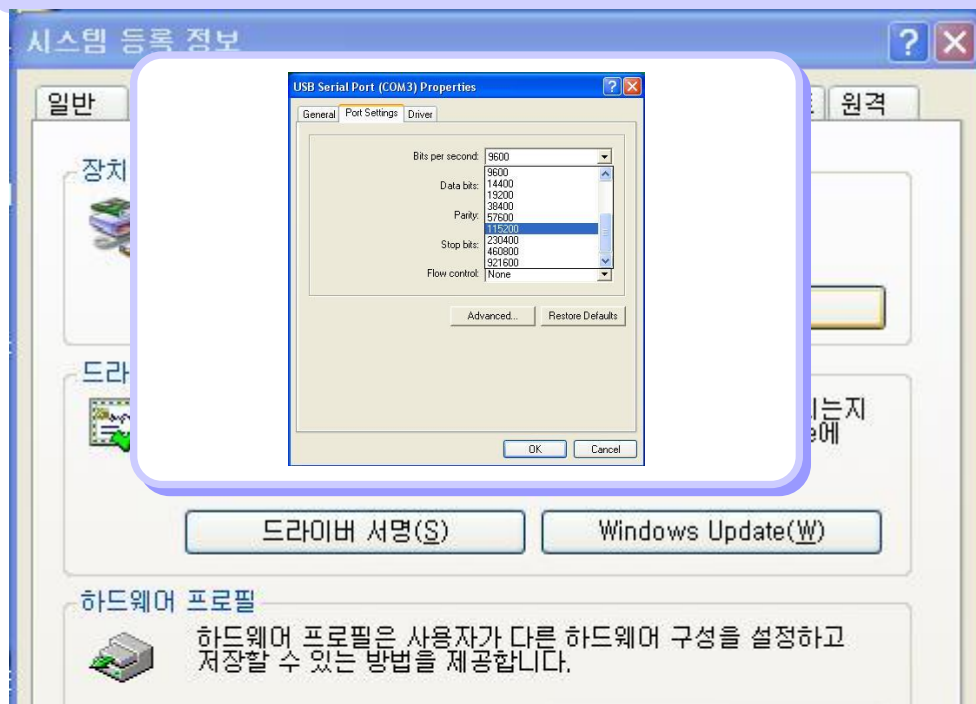 시스템 등록 정보
일반
원격
장치
USB Serial Port (COM3) Properties
General Port Settings Driver
Bits per second: 9600
9600
Data bits: 14400
19200
38400
Parity: 57600
115200
Stop bits: 230400
460800
921600
Flow control: None
Advanced... Restore Defaults
OK Cancel
드라
는지
에
드라이버 서명(S) Windows Update(W)
하드웨어 프로필
하드웨어 프로필은 사용자가 다른 하드웨어 구성을 설정하고
저장할 수 있는 방법을 제공합니다.